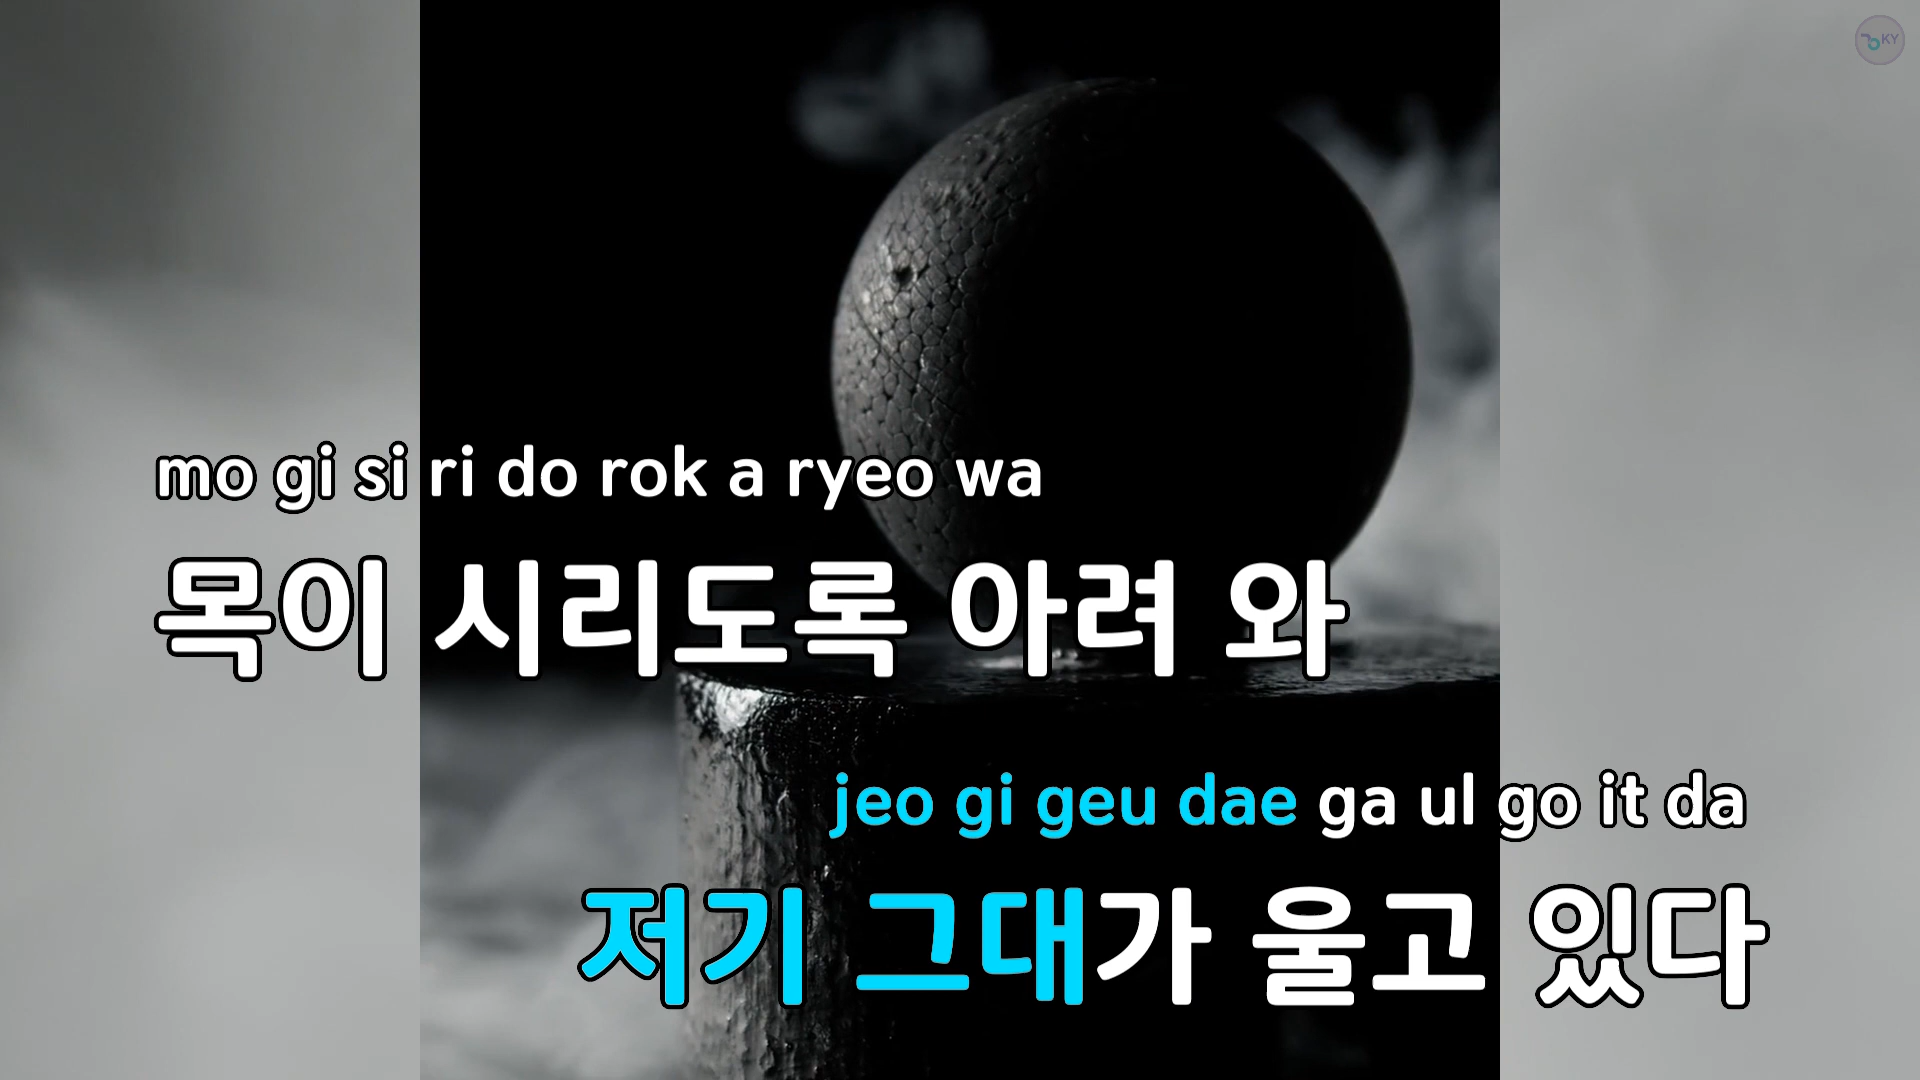 KY
mo gi si ri do rok a ryeo wa
목이 시리도록 아려 와
jeo gi geu dae ga ul go it da
저기 그대가 울고 있다